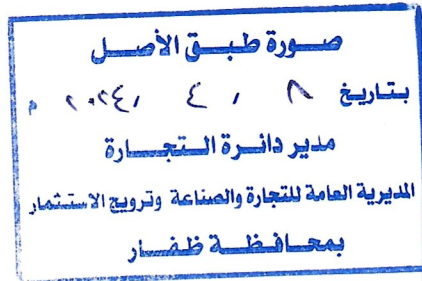 صورة طبق الأصل
بتاريخ ٨ / ٤ / ٢٠٢٤ م
مدير دائرة التجارة
المديرية العامة للتجارة والصناعة وترويج الاستثمار
بمحافظة ظفار